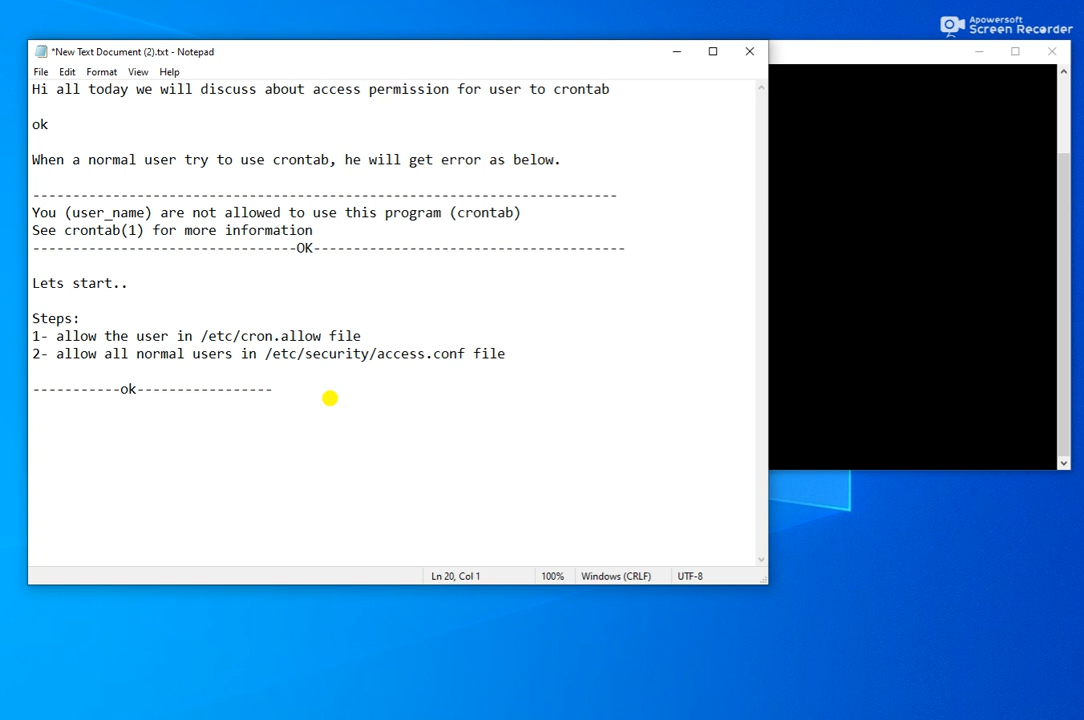 Apowersoft
Screen Recorder
*New Text Document (2).txt - Notepad
File Edit Format View Help
Hi all today we will discuss about access permission for user to crontab
ok
When a normal user try to use crontab, he will get error as below.
-------------------------------------------------------------------------
You (user_name) are not allowed to use this program (crontab)
See crontab(1) for more information
---------------------------------OK---------------------------------------
Lets start..
Steps:
1- allow the user in /etc/cron.allow file
2- allow all normal users in /etc/security/access.conf file
-----------ok-----------------
Ln 20, Col 1 100% Windows (CRLF) UTF-8